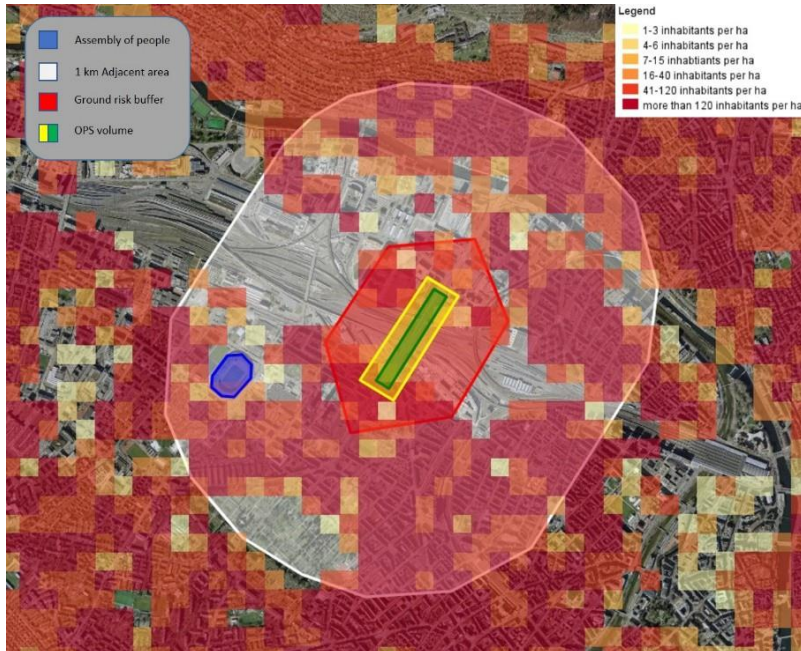 Assembly of people
1 km Adjacent area
Ground risk buffer
OPS volume
Legend
1-3 inhabitants per ha
4-6 inhabitants per ha
7-15 inhabtiants per ha
16-40 inhabitants per ha
41-120 inhabitants per ha
more than 120 inhabitants per ha